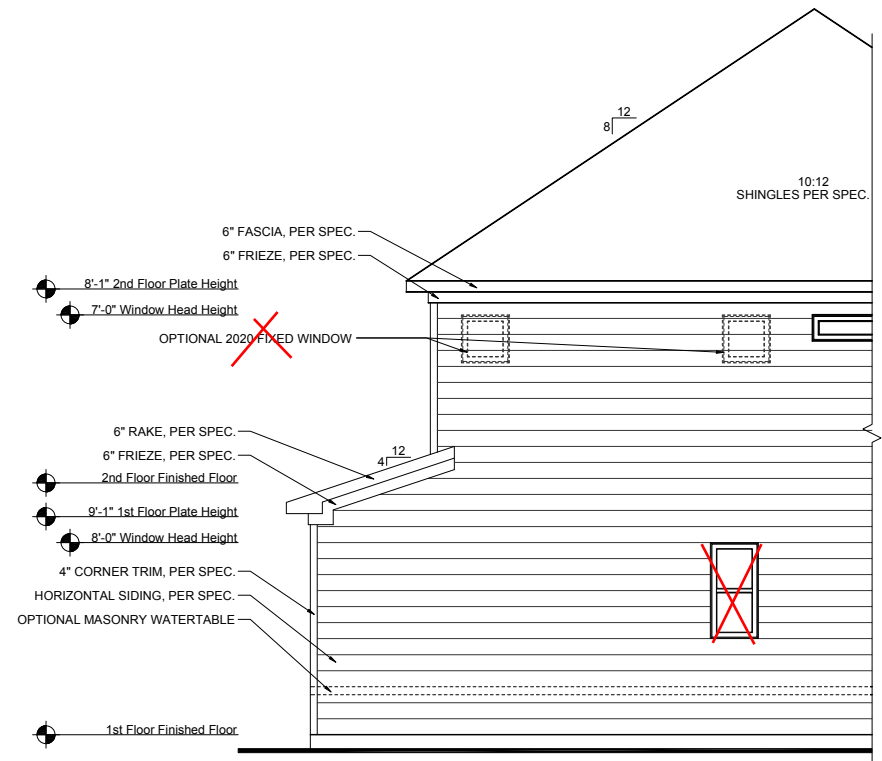 12
8
10:12
SHINGLES PER SPEC.
6" FASCIA, PER SPEC.
6" FRIEZE, PER SPEC.
8'-1" 2nd Floor Plate Height
7'-0" Window Head Height
OPTIONAL 2020 FIXED WINDOW
6" RAKE, PER SPEC.
12
4
6" FRIEZE, PER SPEC.
2nd Floor Finished Floor
9'-1" 1st Floor Plate Height
8'-0" Window Head Height
4" CORNER TRIM, PER SPEC.
HORIZONTAL SIDING, PER SPEC.
OPTIONAL MASONRY WATERTABLE
1st Floor Finished Floor